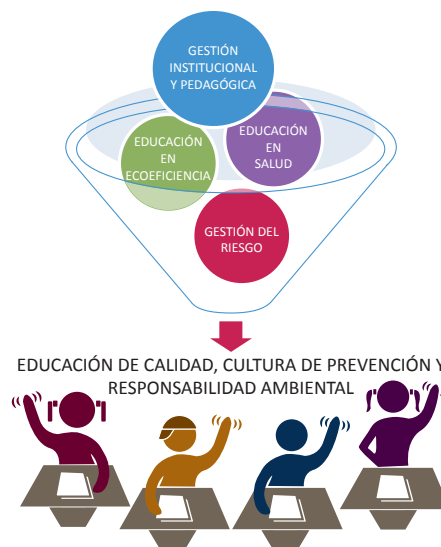 GESTIÓN
INSTITUCIONAL
Y PEDAGÓGICA
EDUCACIÓN
EN
ECOEFICIENCIA
EDUCACIÓN
EN
SALUD
GESTIÓN DEL
RIESGO
EDUCACIÓN DE CALIDAD, CULTURA DE PREVENCIÓN Y
RESPONSABILIDAD AMBIENTAL